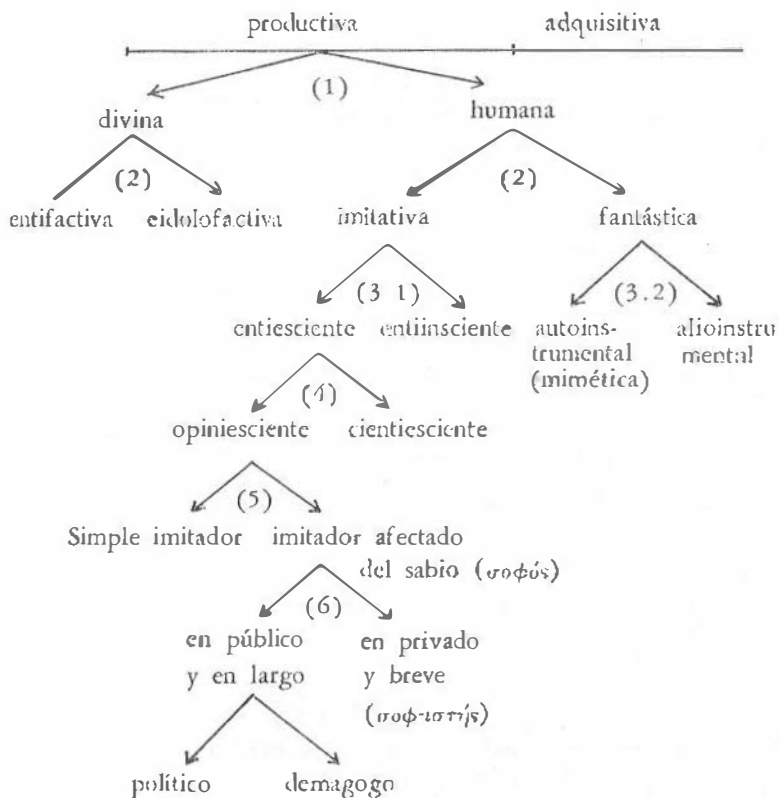 productiva adquisitiva
(1)
divina humana
(2) (2)
entifactiva eidolofactiva imitativa fantástica
(3 1) (3.2)
entiesciente entiinsciente autoins- alioinstru
trumental mental
(mimética)
(4)
opiniesciente cientiesciente
(5)
Simple imitador imitador afectado
del sabio (σοφός)
(6)
en público en privado
y en largo y breve
(σοφ-ιστής)
político demagogo